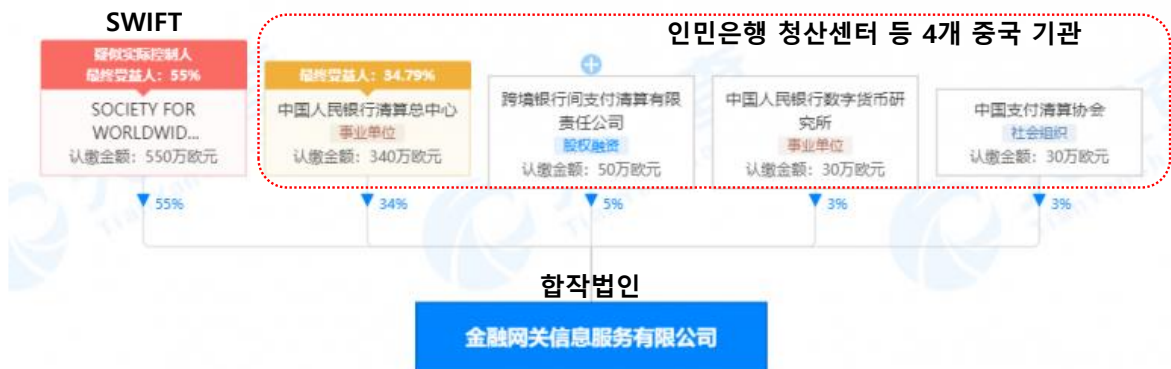 SWIFT
인민은행 청산센터 등 4개 중국 기관
疑似实际控制人
最终受益人：55%
SOCIETY FOR
WORLDWID...
认缴金额：550万欧元
最终受益人：34.79%
中国人民银行清算总中心
事业单位
认缴金额：340万欧元
跨境银行间支付清算有限
责任公司
股权融资
认缴金额：50万欧元
中国人民银行数字货币研
究所
事业单位
认缴金额：30万欧元
中国支付清算协会
社会组织
认缴金额：30万欧元
55%
34%
5%
3%
3%
합작법인
金融网关信息服务有限公司